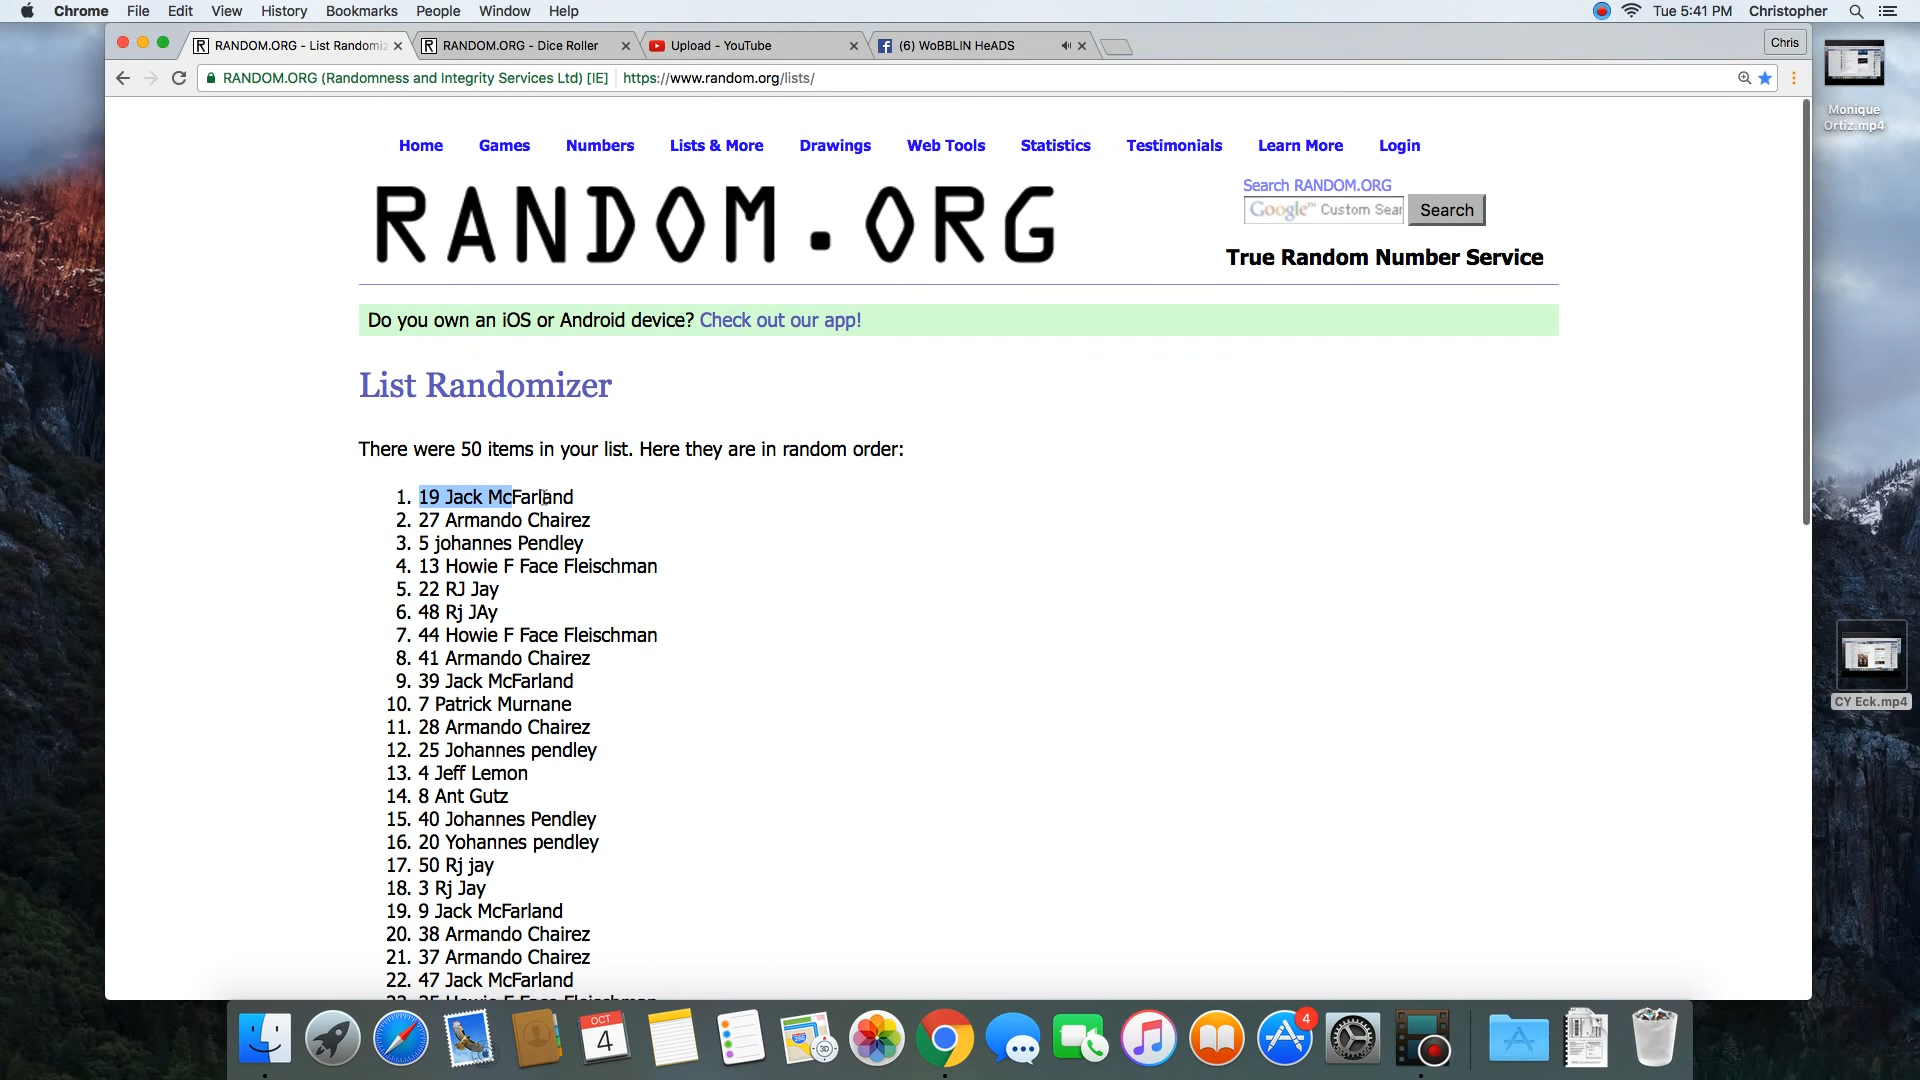 Chrome File Edit View History Bookmarks People Window Help Tue 5:41 PM Christopher
RANDOM.ORG - List Randomiz RANDOM.ORG - Dice Roller Upload - YouTube (6) WoBBLIN HeADS Chris
RANDOM.ORG (Randomness and Integrity Services Ltd) [IE] https://www.random.org/lists/
Monique
Ortiz.mp4
Home Games Numbers Lists & More Drawings Web Tools Statistics Testimonials Learn More Login
RANDOM.ORG
Search RANDOM.ORG
Google™ Custom Sear Search
True Random Number Service
Do you own an iOS or Android device? Check out our app!
List Randomizer
There were 50 items in your list. Here they are in random order:
1. 19 Jack McFarland
2. 27 Armando Chairez
3. 5 johannes Pendley
4. 13 Howie F Face Fleischman
5. 22 RJ Jay
6. 48 Rj JAy
7. 44 Howie F Face Fleischman
8. 41 Armando Chairez
9. 39 Jack McFarland
10. 7 Patrick Murnane
11. 28 Armando Chairez
12. 25 Johannes pendley
13. 4 Jeff Lemon
14. 8 Ant Gutz
15. 40 Johannes Pendley
16. 20 Yohannes pendley
17. 50 Rj jay
18. 3 Rj Jay
19. 9 Jack McFarland
20. 38 Armando Chairez
21. 37 Armando Chairez
22. 47 Jack McFarland
CY Eck.mp4
OCT
4
280
3D
4